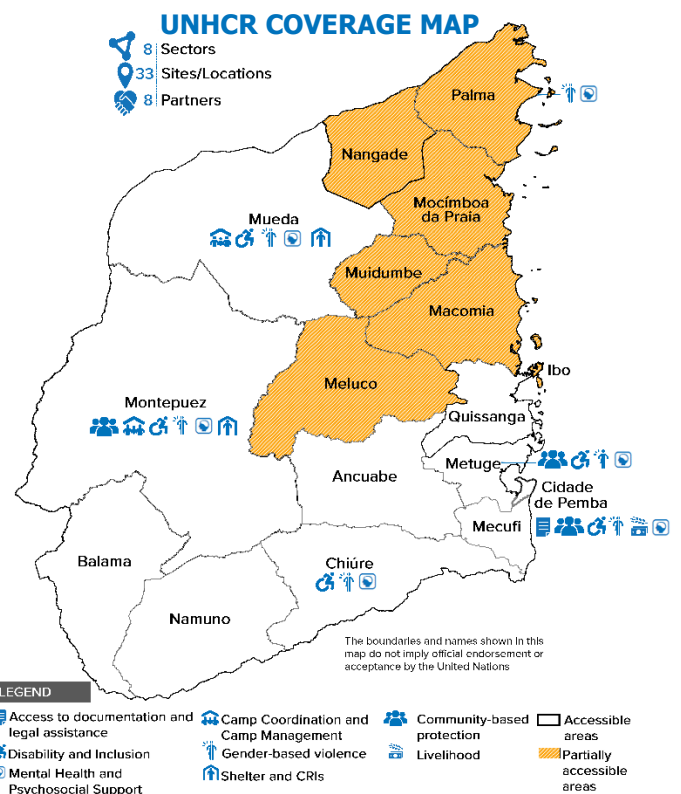 UNHCR COVERAGE MAP
8 Sectors
33 Sites/Locations
8 Partners
Palma
Nangade
Mocímboa
da Praia
Mueda
Muidumbe
Macomia
Meluco
Ibo
Montepuez
Quissanga
Ancuabe
Metuge
Cidade
de Pemba
Mecufi
Balama
Chiúre
Namuno
The boundaries and names shown in this
map do not imply official endorsement or
acceptance by the United Nations
LEGEND
Access to documentation and
legal assistance
Disability and Inclusion
Mental Health and
Psychosocial Support
Camp Coordination and
Camp Management
Gender-based violence
Shelter and CRIs
Community-based
protection
Livelihood
Accessible
areas
Partially
accessible
areas